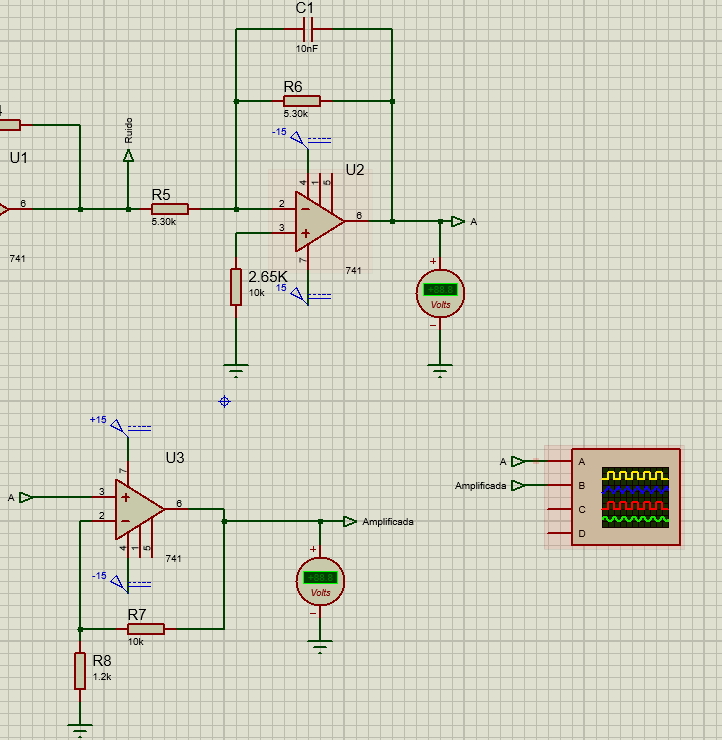 C1
10nF
R6
5.30k
-15
U2
4
1
5
2
3
6
7
741
A
U1
6
741
Ruido
R5
5.30k
2.65K
10k
15
+
Volts
−
+15
U3
7
A
3
2
+
−
6
4
1
5
741
-15
Amplificada
R7
10k
R8
1.2k
+
Volts
−
A
Amplificada
A
B
C
D